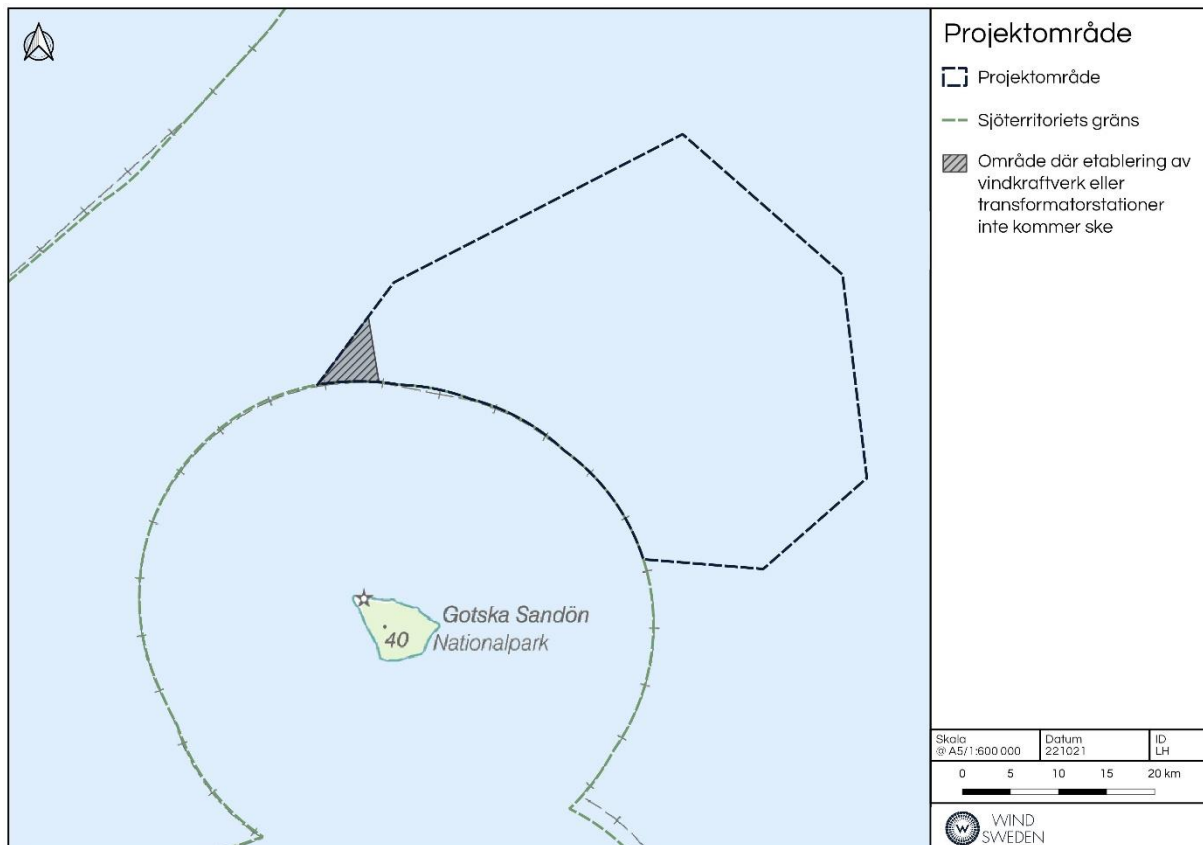 Gotska Sandön
Nationalpark
40
Projektområde
Projektområde
Sjöterritoriets gräns
Område där etablering av
vindkraftverk eller
transformatorstationer
inte kommer ske
Skala
@ A5/1:600 000
Datum
221021
ID
LH
0 5 10 15 20 km
W
WIND
SWEDEN